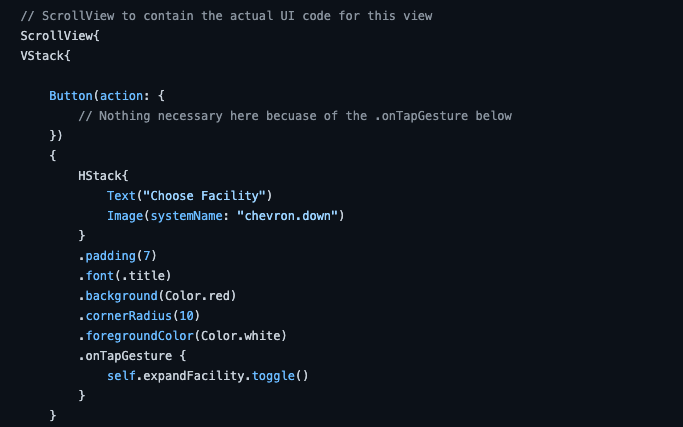 // ScrollView to contain the actual UI code for this view
ScrollView{
VStack{
Button(action: {
// Nothing necessary here becuase of the .onTapGesture below
})
{
HStack{
Text("Choose Facility")
Image(systemName: "chevron.down")
}
.padding(7)
.font(.title)
.background(Color.red)
.cornerRadius(10)
.foregroundColor(Color.white)
.onTapGesture {
self.expandFacility.toggle()
}
}